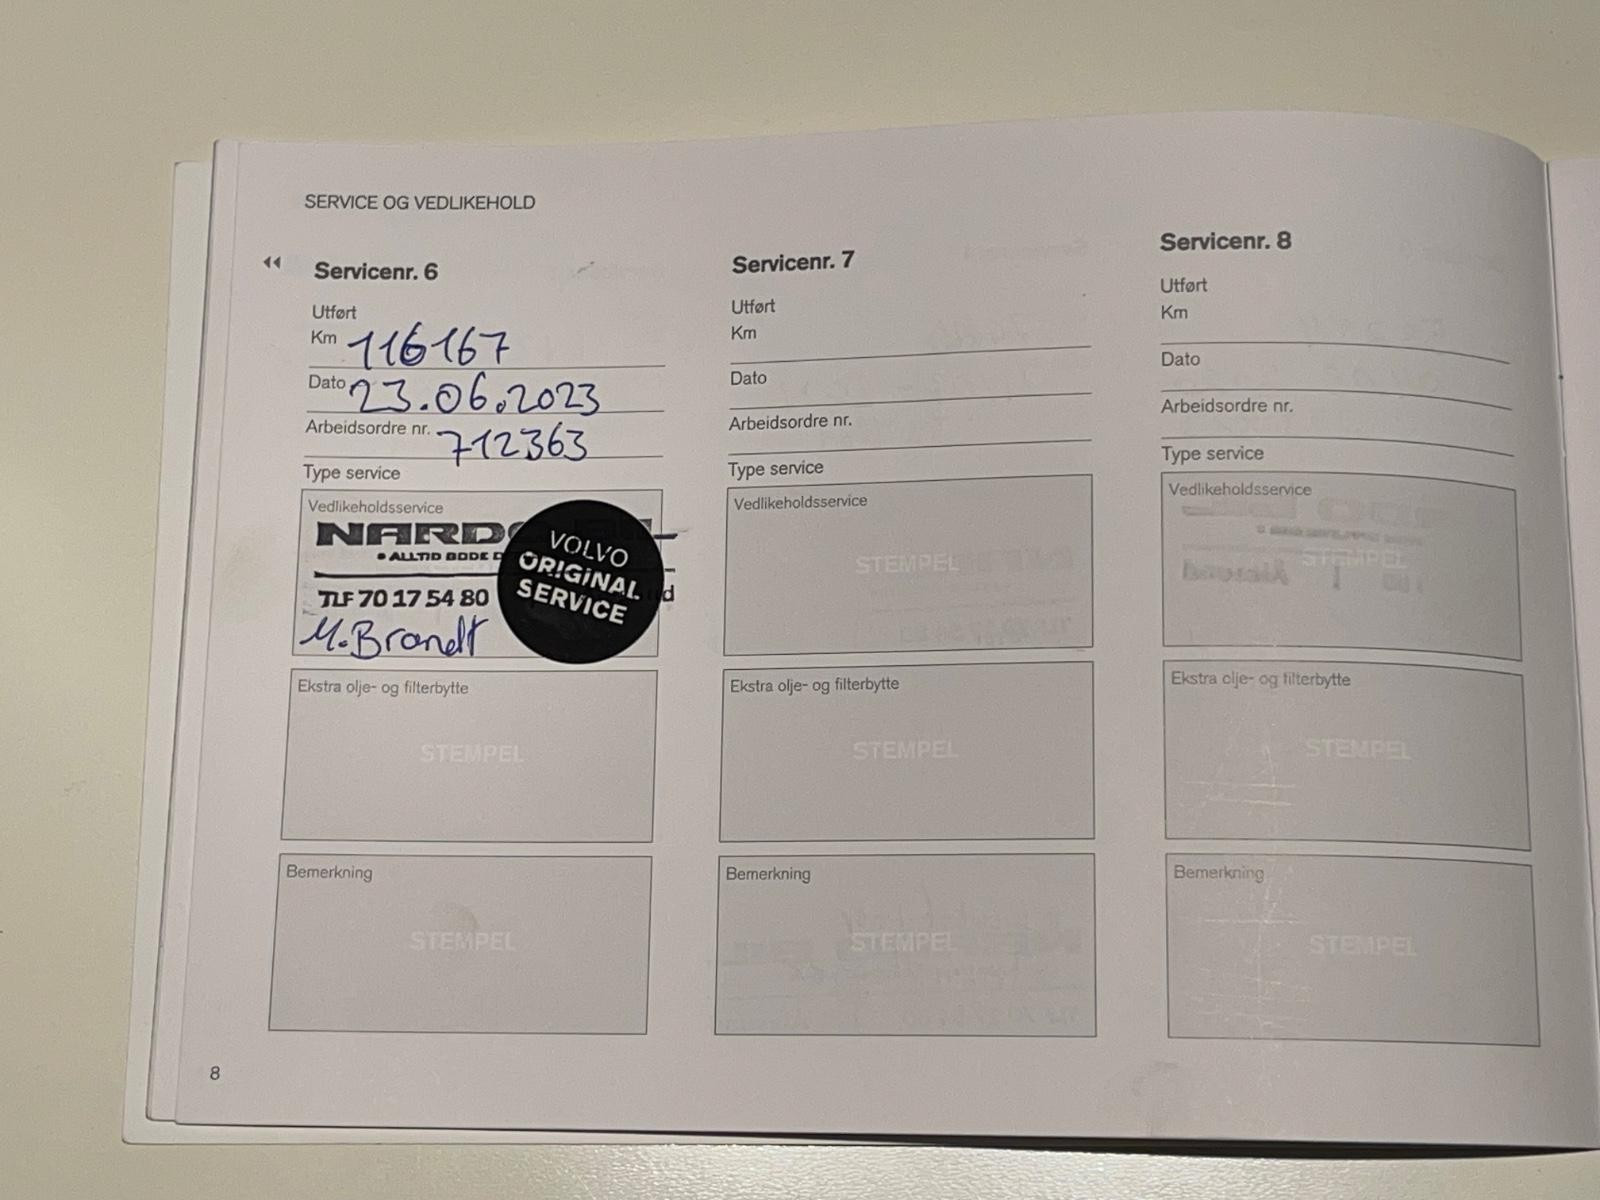 SERVICE OG VEDLIKEHOLD
Servicenr. 6
Utført
Km 116167
Dato 23.06.2023
Arbeidsordre nr. 712363
Type service
Vedlikeholdsservice
• ALLTID BODE
TLF 70 17 54 80
M. Brandt
VOLVO
ORIGINAL
SERVICE
Ekstra olje- og filterbytte
STEMPEL
Bemerkning
STEMPEL
Servicenr. 7
Utført
Km
Dato
Arbeidsordre nr.
Type service
Vedlikeholdsservice
STEMPEL
Ekstra olje- og filterbytte
STEMPEL
Bemerkning
STEMPEL
Servicenr. 8
Utført
Km
Dato
Arbeidsordre nr.
Type service
Vedlikeholdsservice
STEMPEL
Ekstra olje- og filterbytte
STEMPEL
Bemerkning
STEMPEL
8